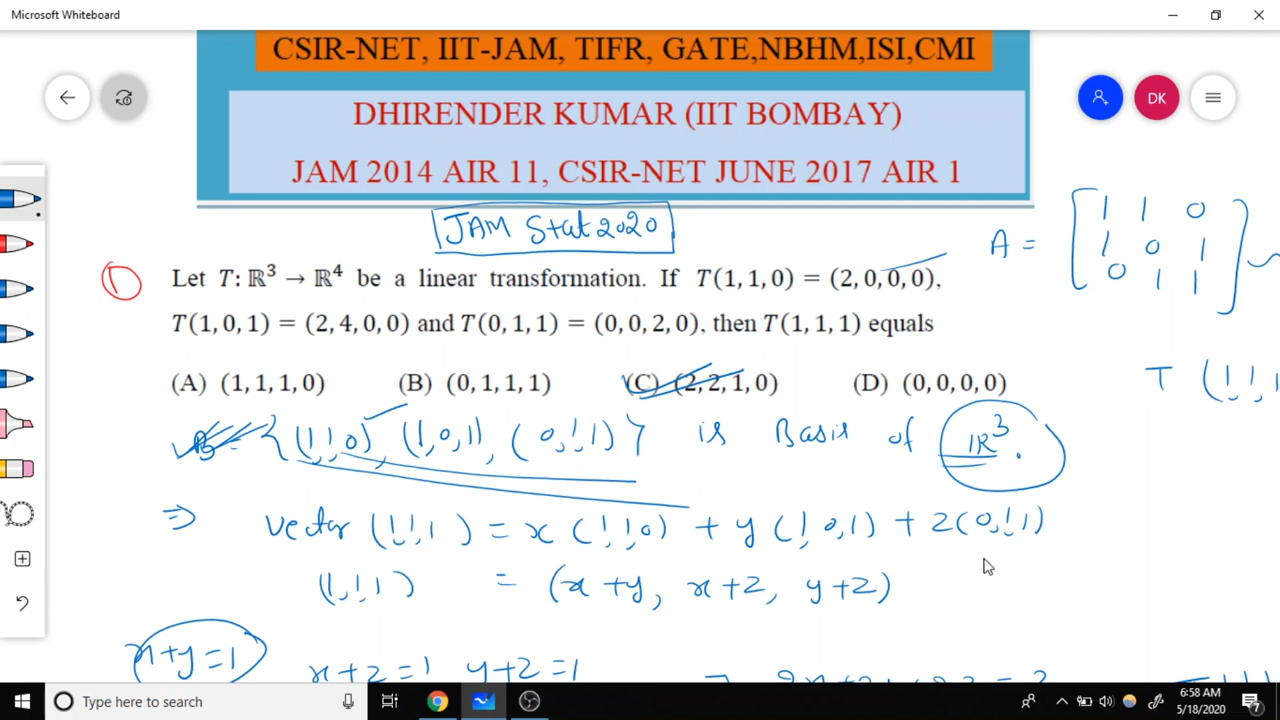 Microsoft Whiteboard
CSIR-NET, IIT-JAM, TIFR, GATE,NBHM,ISI,CMI
DHIRENDER KUMAR (IIT BOMBAY)
JAM 2014 AIR 11, CSIR-NET JUNE 2017 AIR 1
DK
JAM Stat 2020
A = [1 1 0
1 0 1
0 1 1]
Let T: ℝ³ → ℝ⁴ be a linear transformation. If T(1,1,0) = (2,0,0,0),
T(1,0,1) = (2,4,0,0) and T(0,1,1) = (0,0,2,0), then T(1,1,1) equals
(A) (1,1,1,0) (B) (0,1,1,1) (C) (2,2,1,0) (D) (0,0,0,0)
T (1,1,1
B = {(1,1,0), (1,0,1), (0,1,1)} is Basis of ℝ³.
⇒ vector (1,1,1) = x (1,1,0) + y (1,0,1) + z(0,1,1)
(1,1,1) = (x+y, x+z, y+z)
x+y=1 x+z=1 y+z=1
Type here to search
6:58 AM
5/18/2020
7